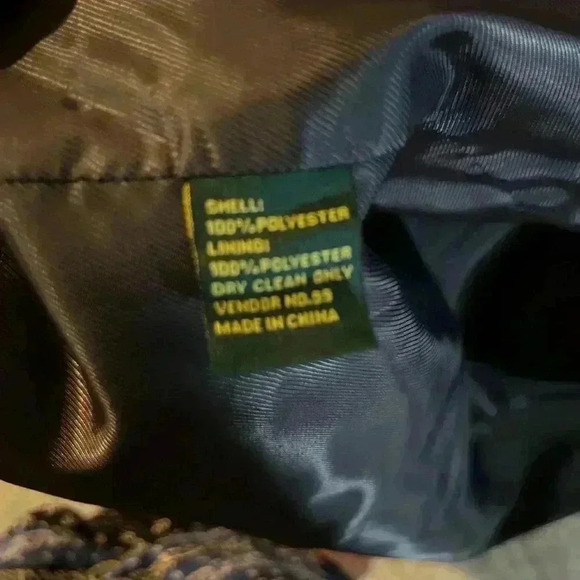 SHELL:
100% POLYESTER
LINING:
100% POLYESTER
DRY CLEAN ONLY
VENDOR NO.99
MADE IN CHINA